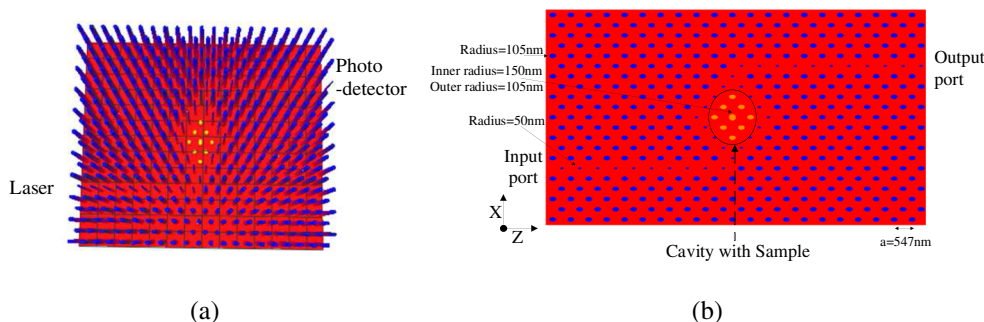 Photo
-detector
Laser
(a)
Radius=105nm
Inner radius=150nm
Outer radius=105nm
Radius=50nm
Input
port
X
Z
Output
port
Cavity with Sample
a=547nm
(b)